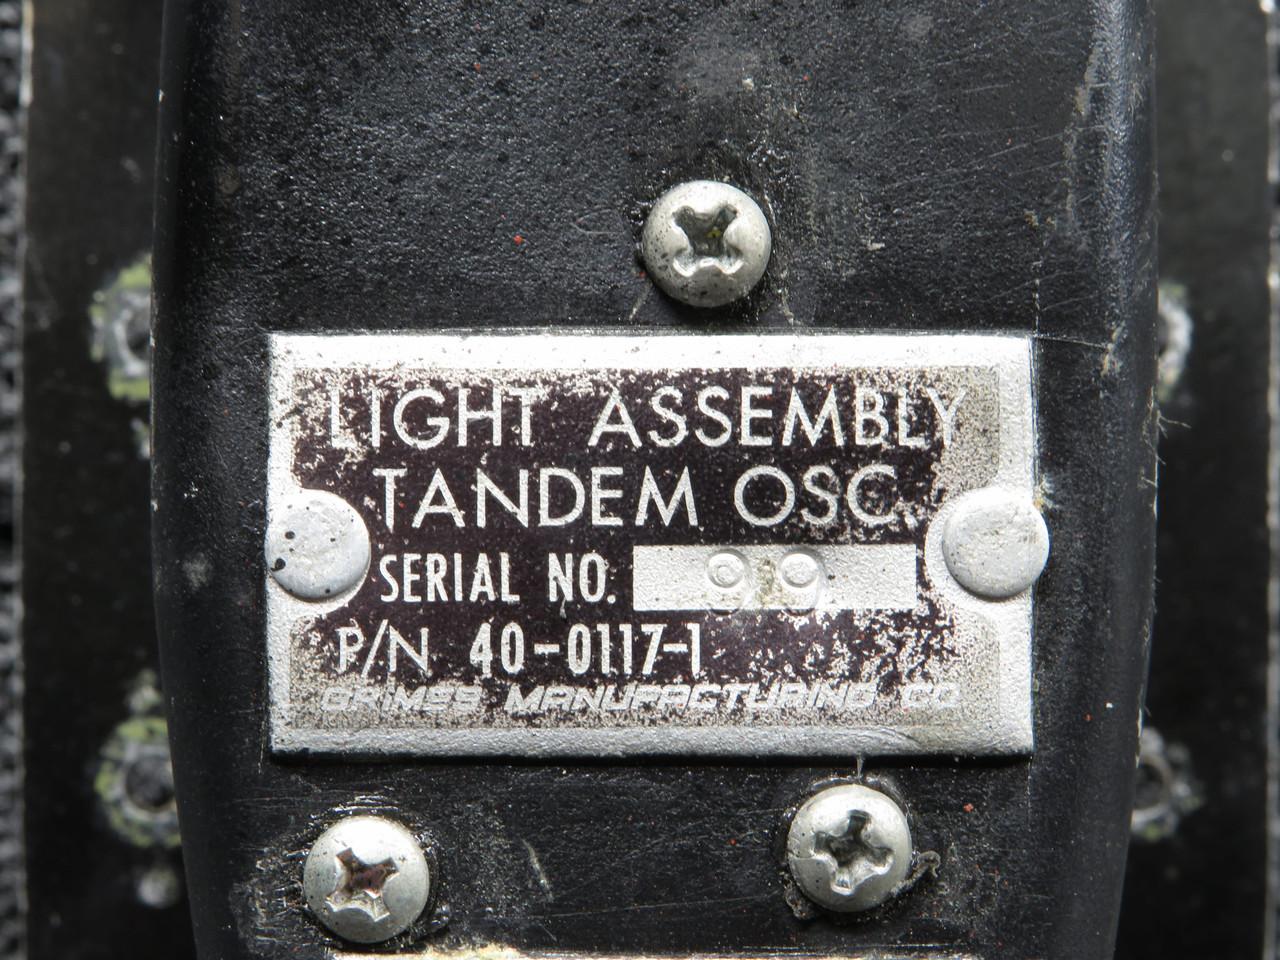 LIGHT ASSEMBLY
TANDEM OSC.
SERIAL NO. 99
P/N 40-0117-1
GRIMES MANUFACTURING CO